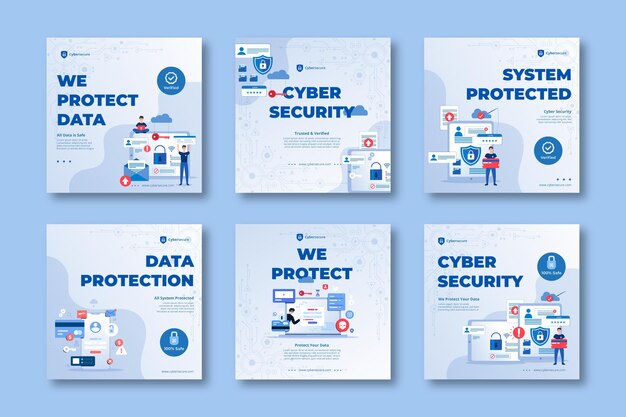 Cybersecure
WE
PROTECT
DATA
All Data is Safe
Verified
www.cybersecure.com
Cybersecure
CYBER
SECURITY
Trusted & Verified
www.cybersecure.com
Cybersecure
SYSTEM
PROTECTED
Cyber Security
Verified
www.cybersecure.com
Cybersecure
DATA
PROTECTION
All System Protected
100% Safe
www.cybersecure.com
Cybersecure
WE
PROTECT
Protect Your Data
www.cybersecure.com
Cybersecure
CYBER
SECURITY
100% Safe
We Protect Your Data
www.cybersecure.com